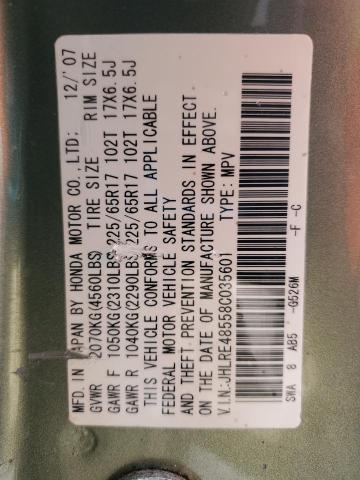 MFD. IN JAPAN BY HONDA MOTOR CO., LTD: 12/'07
GVWR 2070KG(4560LBS) TIRE SIZE RIM SIZE
GAWR F 1050KG(2310LBS) 225/65R17 102T 17X6.5J
GAWR R 1040KG(2290LBS) 225/65R17 102T 17X6.5J
THIS VEHICLE CONFORMS TO ALL APPLICABLE
FEDERAL MOTOR VEHICLE SAFETY
AND THEFT PREVENTION STANDARDS IN EFFECT
ON THE DATE OF MANUFACTURE SHOWN ABOVE.
V.I.N.:JHLRE48558C035601 TYPE: MPV
SWA 8 A85 -G526M -F -C